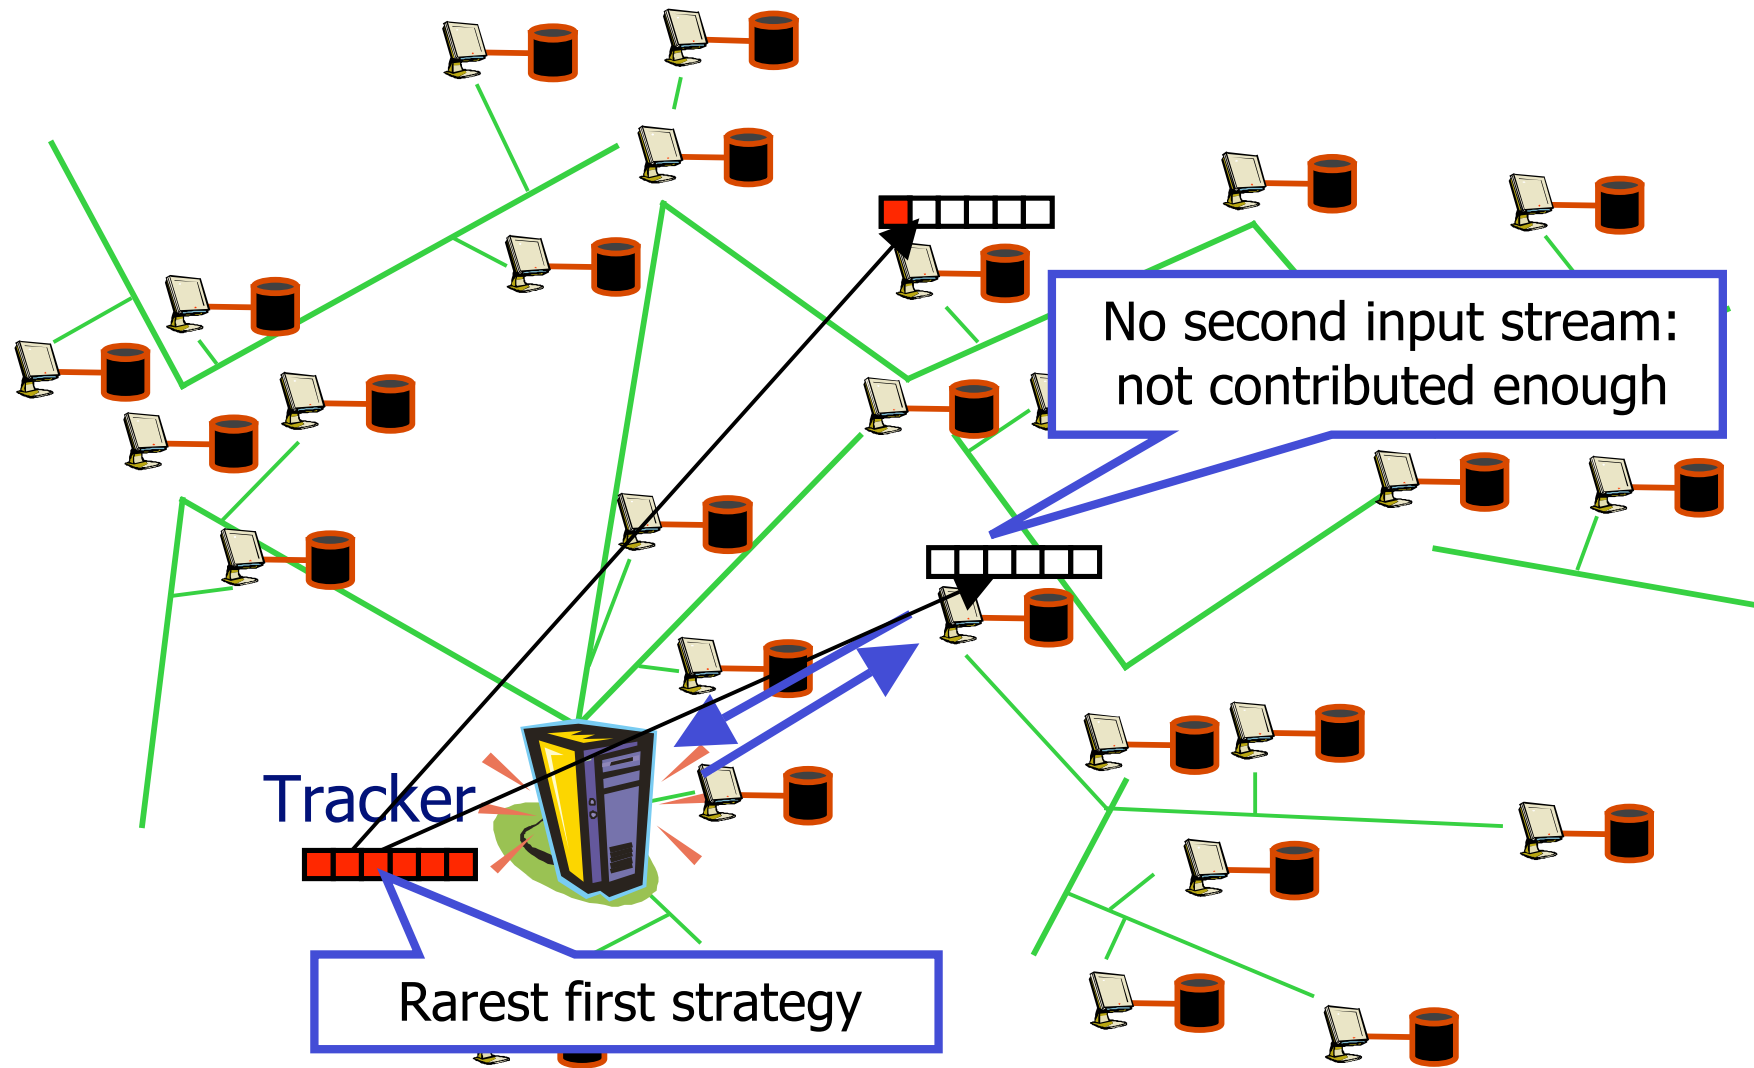 No second input stream:
not contributed enough
Tracker
Rarest first strategy